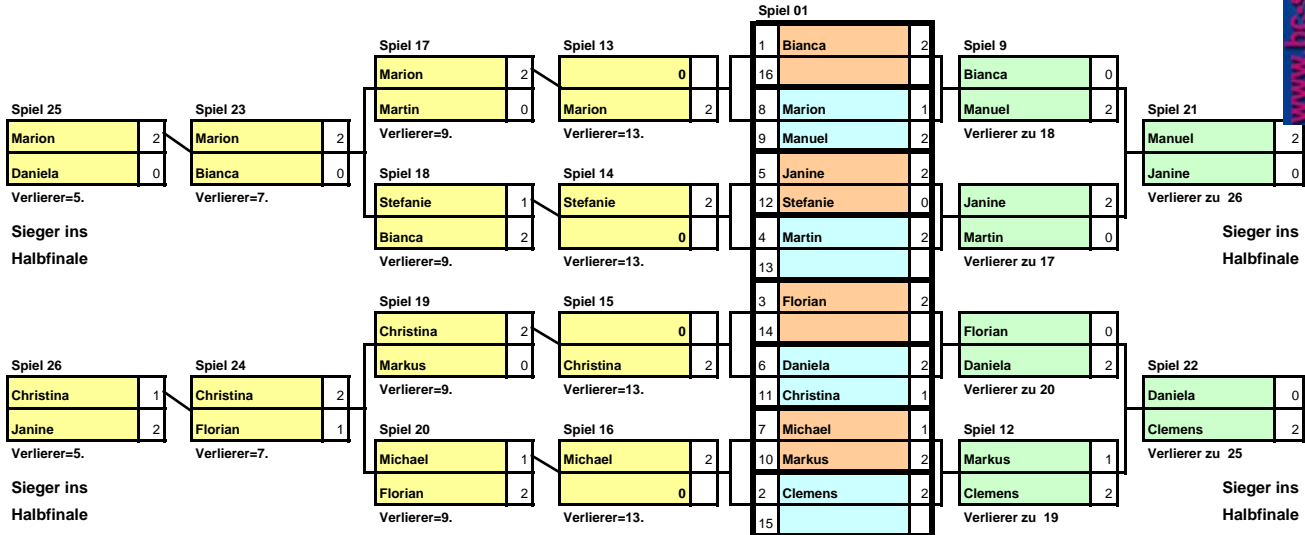 Spiel 01
Spiel 17 Spiel 13 1 Bianca 2 Spiel 9
Marion 2 0 16 Bianca 0
Spiel 25 Spiel 23 Martin 0 Marion 2 8 Marion 1 Manuel 2 Spiel 21
Marion 2 Marion 2 Verlierer=9. Verlierer=13. 9 Manuel 2 Verlierer zu 18 Manuel 2
Daniela 0 Bianca 0 Spiel 18 Spiel 14 5 Janine 2 Janine 0
Verlierer=5. Verlierer=7. Stefanie 1 Stefanie 2 12 Stefanie 0 Janine 2 Verlierer zu 26
Sieger ins Bianca 2 0 4 Martin 2 Martin 0 Sieger ins
Halbfinale Verlierer=9. Verlierer=13. 13 Verlierer zu 17 Halbfinale
Spiel 19 Spiel 15 3 Florian 2
Christina 2 0 14 Florian 0
Spiel 26 Spiel 24 Markus 0 Christina 2 6 Daniela 2 Daniela 2 Spiel 22
Christina 1 Christina 2 Verlierer=9. Verlierer=13. 11 Christina 1 Verlierer zu 20 Daniela 0
Janine 2 Florian 1 Spiel 20 Spiel 16 7 Michael 1 Spiel 12 Clemens 2
Verlierer=5. Verlierer=7. Michael 1 Michael 2 10 Markus 2 Markus 1 Verlierer zu 25
Sieger ins Florian 2 0 2 Clemens 2 Clemens 2 Sieger ins
Halbfinale Verlierer=9. Verlierer=13. 15 Verlierer zu 19 Halbfinale